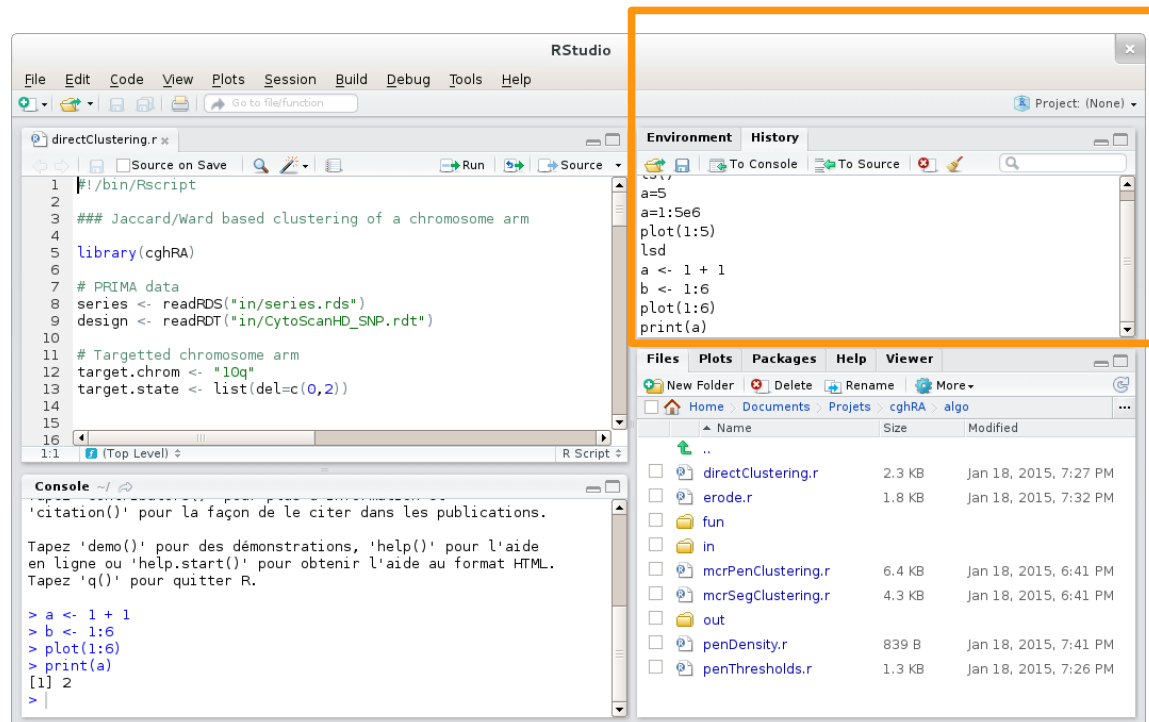 RStudio
File Edit Code View Plots Session Build Debug Tools Help
Go to file/function
Project: (None)
directClustering.r
Source on Save Run Source
1 #!/bin/Rscript
2
3 ### Jaccard/Ward based clustering of a chromosome arm
4
5 library(cghRA)
6
7 # PRIMA data
8 series <- readRDS("in/series.rds")
9 design <- readRDT("in/CytoScanHD_SNP.rdt")
10
11 # Targetted chromosome arm
12 target.chrom <- "10q"
13 target.state <- list(del=c(0,2))
14
15
16
1:1 (Top Level) R Script
Console ~/
Tapez 'contributors()' pour plus d'information et
'citation()' pour la façon de le citer dans les publications.
Tapez 'demo()' pour des démonstrations, 'help()' pour l'aide
en ligne ou 'help.start()' pour obtenir l'aide au format HTML.
Tapez 'q()' pour quitter R.
> a <- 1 + 1
> b <- 1:6
> plot(1:6)
> print(a)
[1] 2
>
Environment History
To Console To Source
ls()
a=5
a=1:5e6
plot(1:5)
lsd
a <- 1 + 1
b <- 1:6
plot(1:6)
print(a)
Files Plots Packages Help Viewer
New Folder Delete Rename More
Home Documents Projets cghRA algo ...
Name Size Modified
..
directClustering.r 2.3 KB Jan 18, 2015, 7:27 PM
erode.r 1.8 KB Jan 18, 2015, 7:32 PM
fun
in
mcrPenClustering.r 6.4 KB Jan 18, 2015, 6:41 PM
mcrSegClustering.r 4.3 KB Jan 18, 2015, 6:41 PM
out
penDensity.r 839 B Jan 18, 2015, 7:41 PM
penThresholds.r 1.3 KB Jan 18, 2015, 7:26 PM